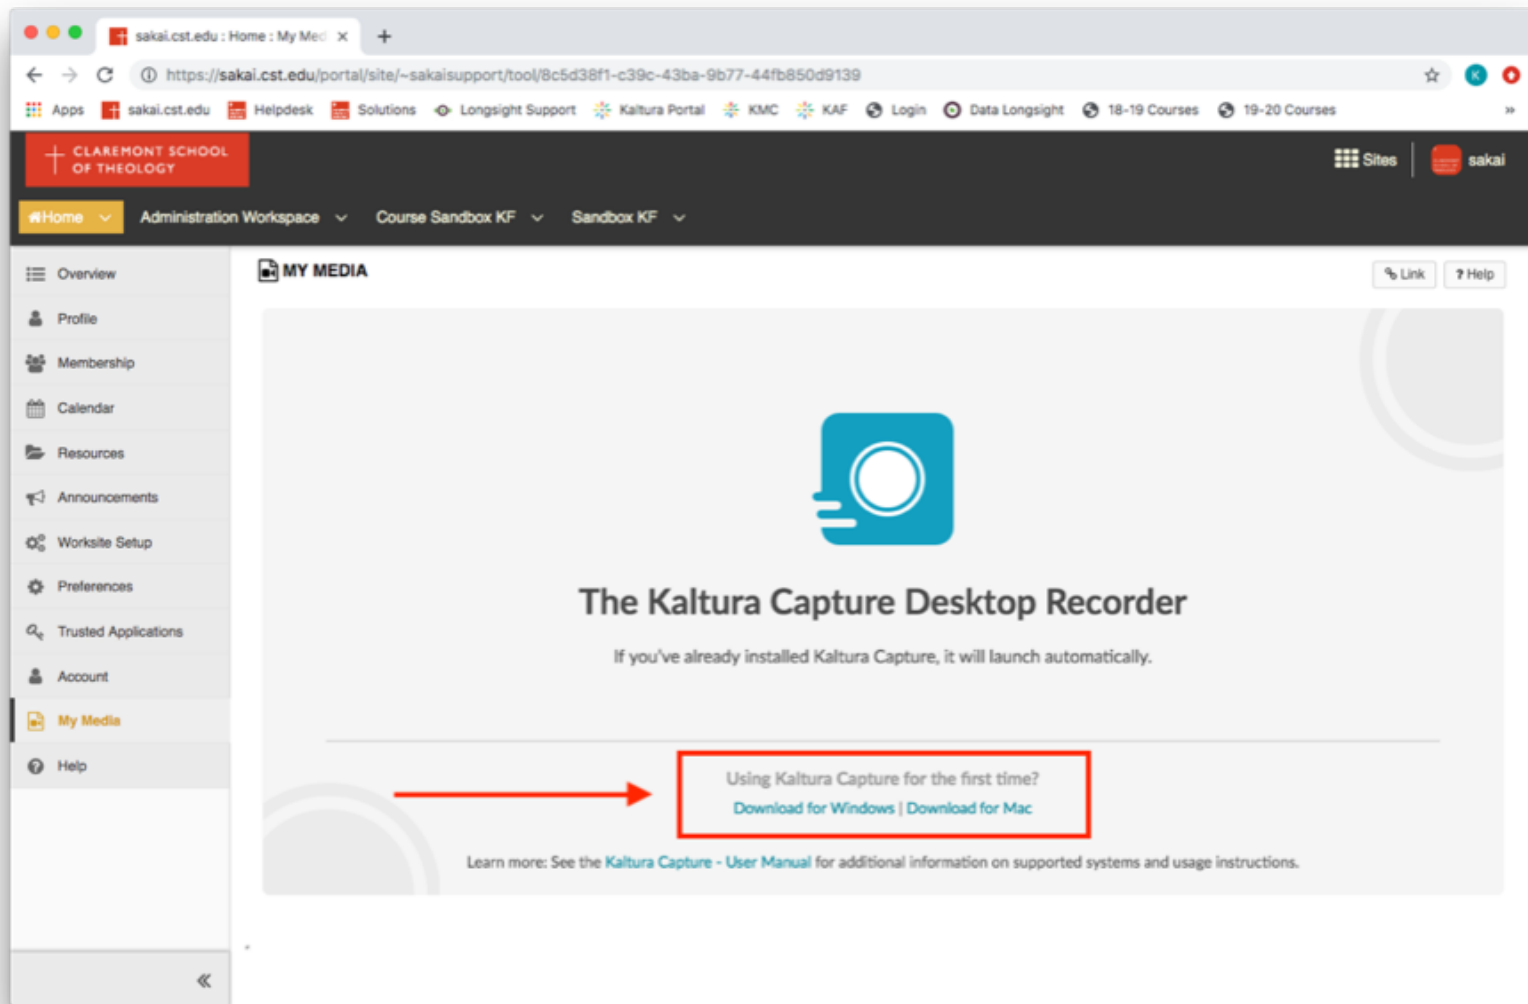 sakai.cst.edu : Home : My Med
https://sakai.cst.edu/portal/site/~sakaisupport/tool/8c5d38f1-c39c-43ba-9b77-44fb850d9139
K
Apps sakai.cst.edu Helpdesk Solutions Longsight Support Kaltura Portal KMC KAF Login Data Longsight 18-19 Courses 19-20 Courses »
CLAREMONT SCHOOL
OF THEOLOGY
Sites sakai
Home Administration Workspace Course Sandbox KF Sandbox KF
Overview
Profile
Membership
Calendar
Resources
Announcements
Worksite Setup
Preferences
Trusted Applications
Account
My Media
Help
MY MEDIA
Link ? Help
The Kaltura Capture Desktop Recorder
If you've already installed Kaltura Capture, it will launch automatically.
Using Kaltura Capture for the first time?
Download for Windows | Download for Mac
Learn more: See the Kaltura Capture - User Manual for additional information on supported systems and usage instructions.